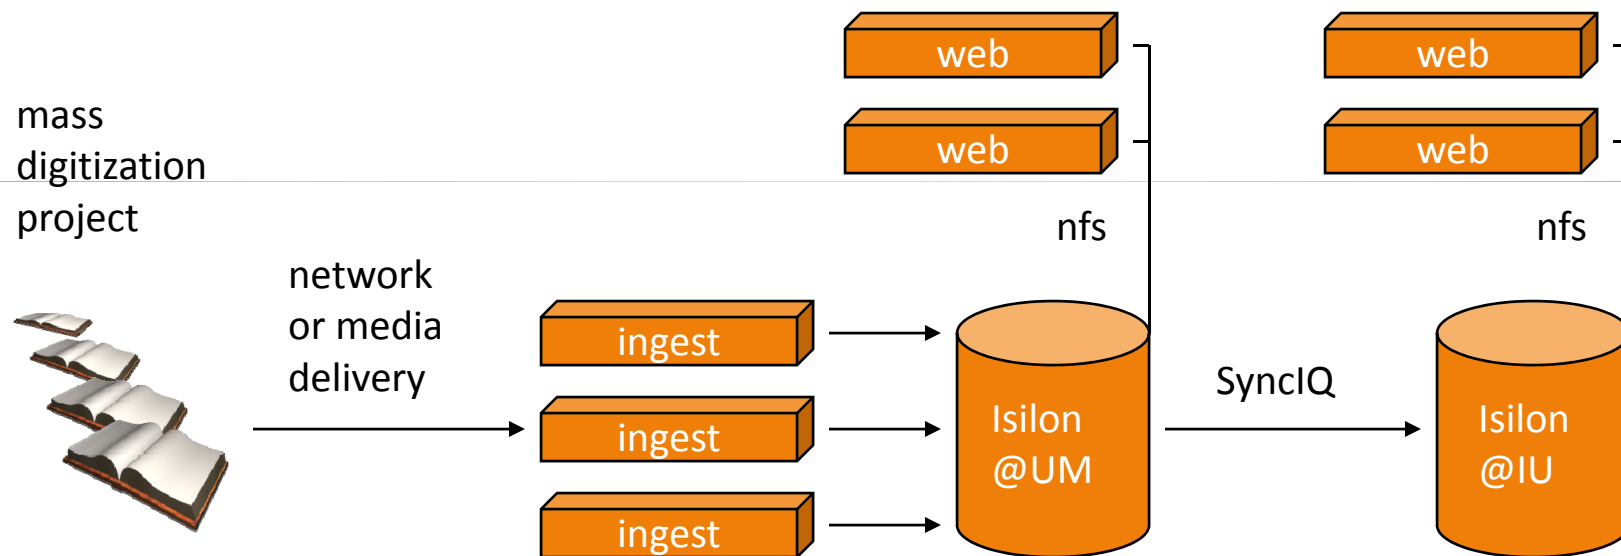 web
web
web
web
mass
digitization
project
nfs
nfs
network
or media
delivery
ingest
ingest
ingest
Isilon
@UM
SyncIQ
Isilon
@IU